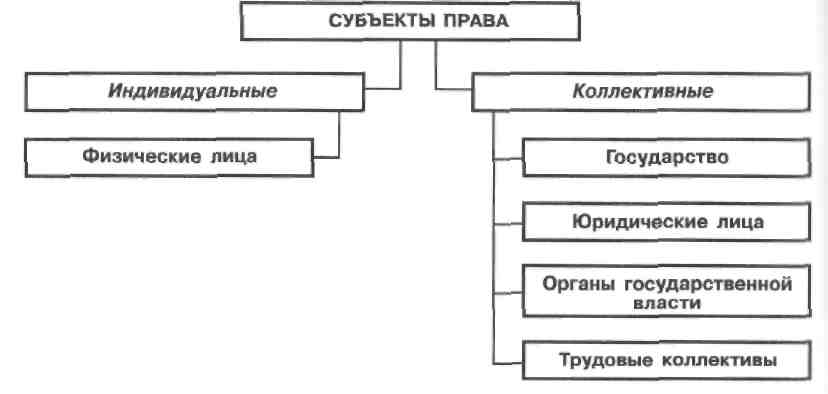 СУБЪЕКТЫ ПРАВА
Индивидуальные
Коллективные
Физические лица
Государство
Юридические лица
Органы государственной
власти
Трудовые коллективы